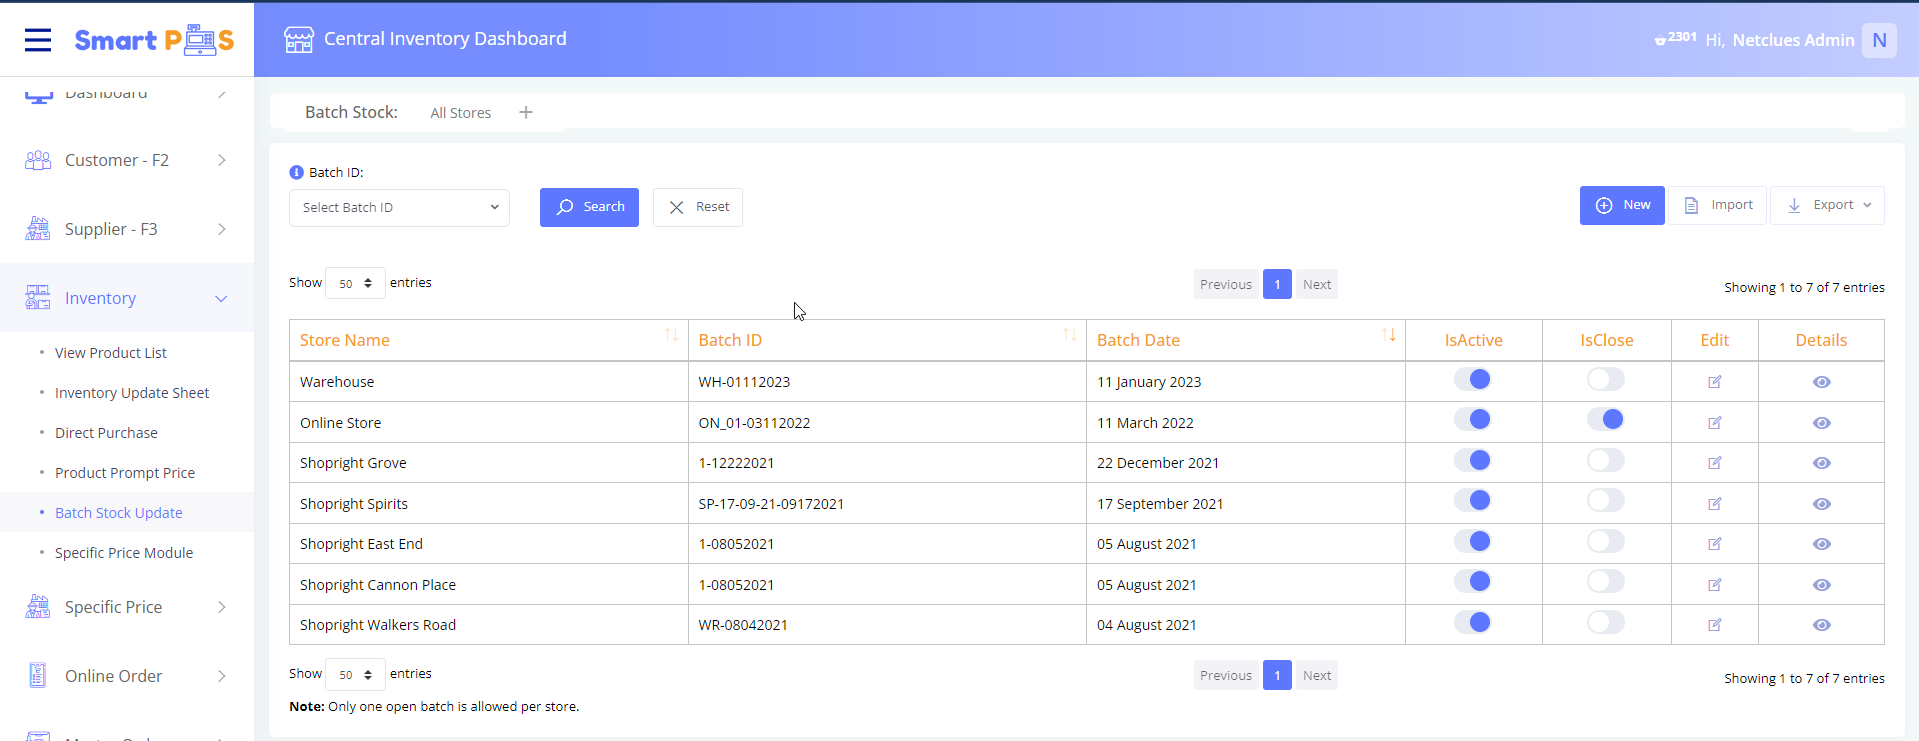 Smart POS
Central Inventory Dashboard
2301 Hi, Netclues Admin N
Dashboard
Customer - F2
Supplier - F3
Inventory
View Product List
Inventory Update Sheet
Direct Purchase
Product Prompt Price
Batch Stock Update
Specific Price Module
Specific Price
Online Order
Batch Stock: All Stores +
Batch ID:
Select Batch ID Search Reset New Import Export
Show 50 entries Previous 1 Next Showing 1 to 7 of 7 entries
Store Name Batch ID Batch Date IsActive IsClose Edit Details
Warehouse WH-01112023 11 January 2023
Online Store ON_01-03112022 11 March 2022
Shopright Grove 1-12222021 22 December 2021
Shopright Spirits SP-17-09-21-09172021 17 September 2021
Shopright East End 1-08052021 05 August 2021
Shopright Cannon Place 1-08052021 05 August 2021
Shopright Walkers Road WR-08042021 04 August 2021
Show 50 entries Previous 1 Next Showing 1 to 7 of 7 entries
Note: Only one open batch is allowed per store.